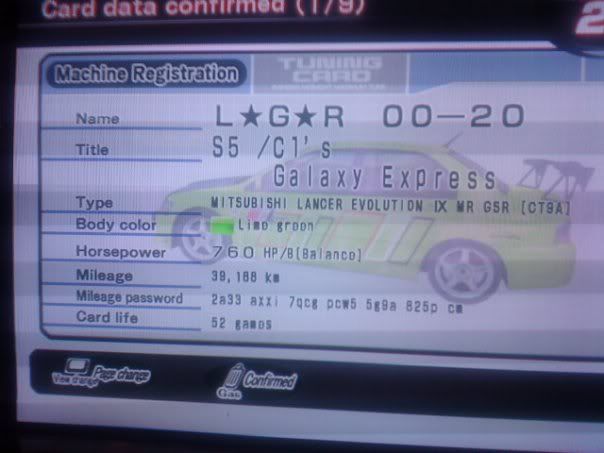 Card data confirmed (1/9)
2
Machine Registration
TUNING
CARD
Name L★G★R 00−20
Title S5 /C1's
Galaxy Express
Type MITSUBISHI LANCER EVOLUTION IX MR GSR [CT9A]
Body color Lime green
Horsepower 760 HP/B[Balance]
Mileage 39,188 km
Mileage password 2a33 axxi 7qcg pcw5 5g9a 825p cm
Card life 52 games
View change Page change Gas Confirmed